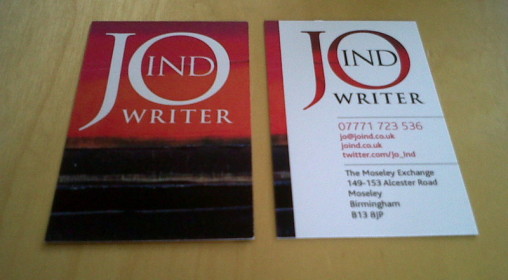 JO
IND
WRITER
JO
IND
WRITER
07771 723 536
jo@joind.co.uk
joind.co.uk
twitter.com/jo_ind
The Moseley Exchange
149-153 Alcester Road
Moseley
Birmingham
B13 8JP